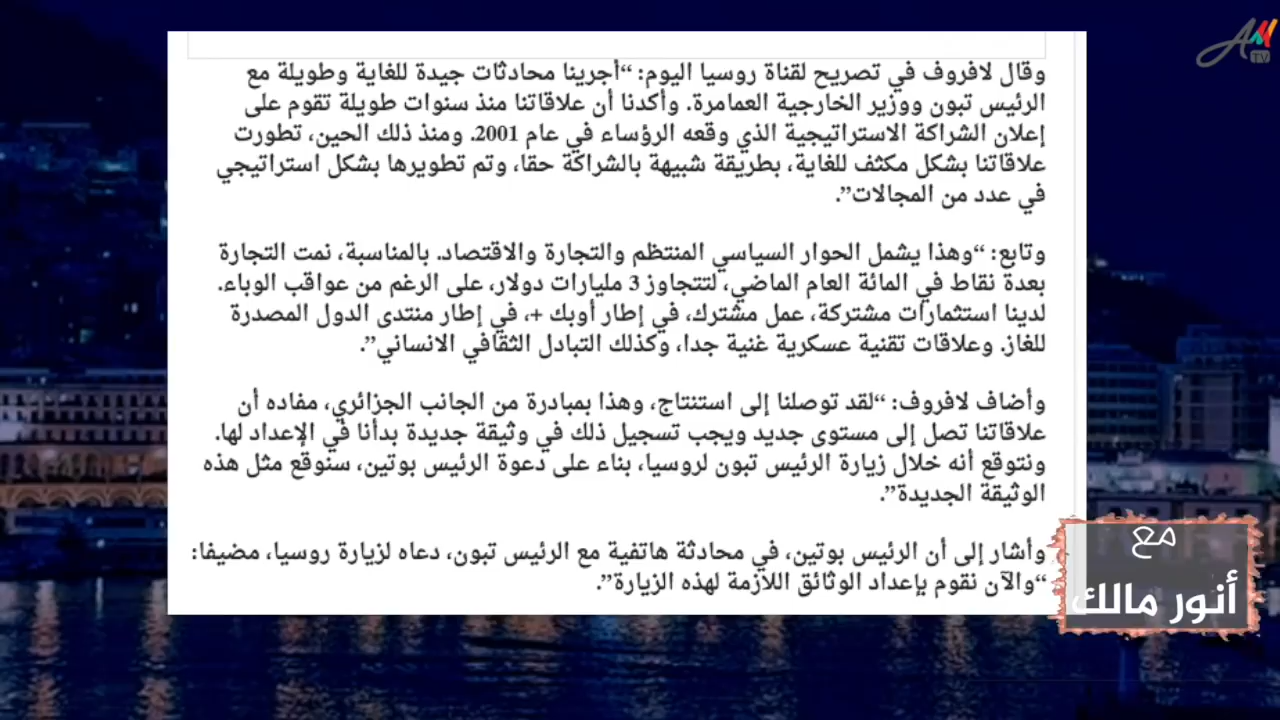 وقال لافروف في تصريح لقناة روسيا اليوم: “أجرينا محادثات جيدة للغاية وطويلة مع
الرئيس تبون ووزير الخارجية العمامرة. وأكدنا أن علاقاتنا منذ سنوات طويلة تقوم على
إعلان الشراكة الاستراتيجية الذي وقعه الرؤساء في عام 2001. ومنذ ذلك الحين، تطورت
علاقاتنا بشكل مكثف للغاية، بطريقة شبيهة بالشراكة حقا، وتم تطويرها بشكل استراتيجي
في عدد من المجالات”.
وتابع: “وهذا يشمل الحوار السياسي المنتظم والتجارة والاقتصاد. بالمناسبة، نمت التجارة
بعدة نقاط في المائة العام الماضي، لتتجاوز 3 مليارات دولار، على الرغم من عواقب الوباء.
لدينا استثمارات مشتركة، عمل مشترك، في إطار أوبك +، في إطار منتدى الدول المصدرة
للغاز. وعلاقات تقنية عسكرية غنية جدا، وكذلك التبادل الثقافي الانساني”.
وأضاف لافروف: “لقد توصلنا إلى استنتاج، وهذا بمبادرة من الجانب الجزائري، مفاده أن
علاقاتنا تصل إلى مستوى جديد ويجب تسجيل ذلك في وثيقة جديدة بدأنا في الإعداد لها.
ونتوقع أنه خلال زيارة الرئيس تبون لروسيا، بناء على دعوة الرئيس بوتين، سنوقع مثل هذه
الوثيقة الجديدة”.
وأشار إلى أن الرئيس بوتين، في محادثة هاتفية مع الرئيس تبون، دعاه لزيارة روسيا، مضيفا:
“والآن نقوم بإعداد الوثائق اللازمة لهذه الزيارة”.
مع
أنور مالك
AM
TV